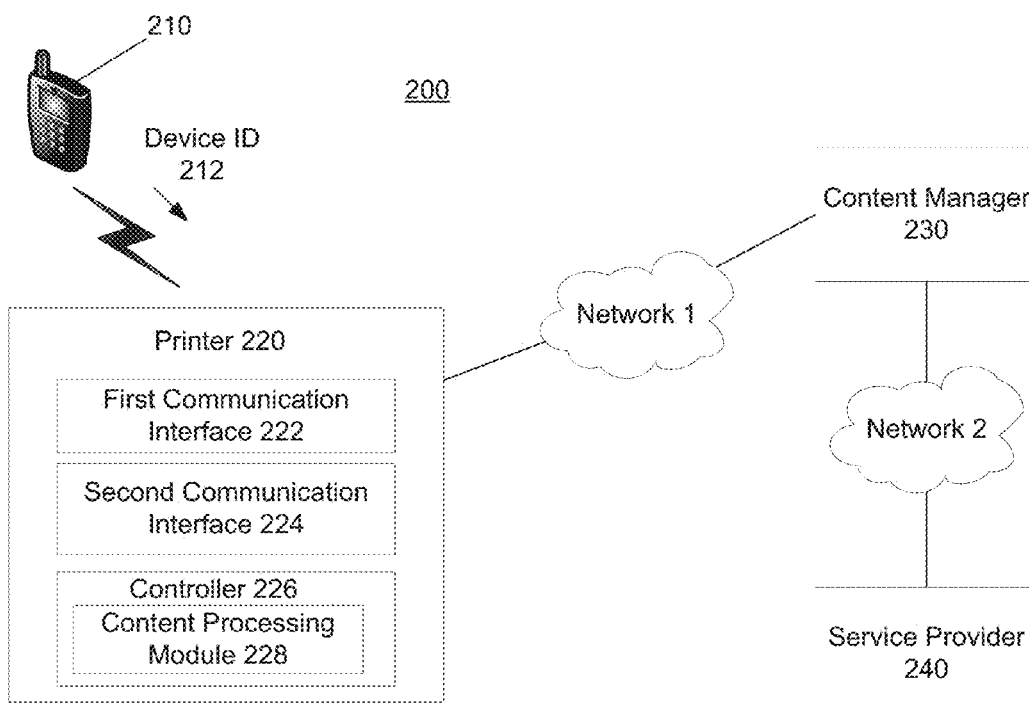 210
200
Device ID
212
Content Manager
230
Network 1
Printer 220
First Communication
Interface 222
Network 2
Second Communication
Interface 224
Controller 226
Content Processing
Module 228
Service Provider
240